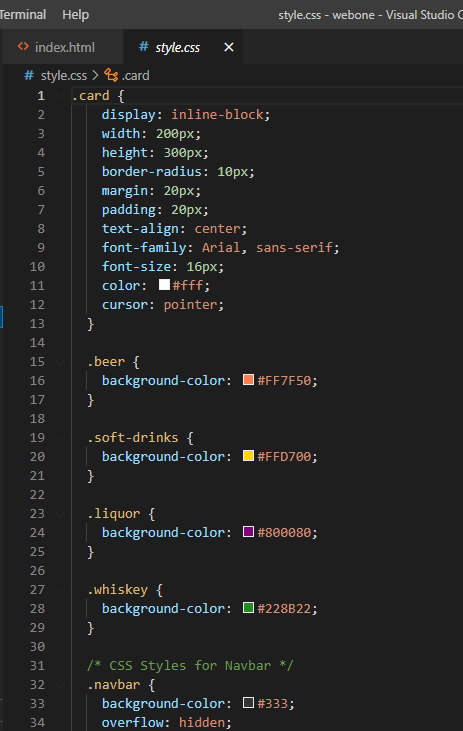 Terminal Help style.css - webone - Visual Studio C
<> index.html # style.css ×
# style.css > .card
1 .card {
2 display: inline-block;
3 width: 200px;
4 height: 300px;
5 border-radius: 10px;
6 margin: 20px;
7 padding: 20px;
8 text-align: center;
9 font-family: Arial, sans-serif;
10 font-size: 16px;
11 color: #fff;
12 cursor: pointer;
13 }
14
15 .beer {
16 background-color: #FF7F50;
17 }
18
19 .soft-drinks {
20 background-color: #FFD700;
21 }
22
23 .liquor {
24 background-color: #800080;
25 }
26
27 .whiskey {
28 background-color: #228B22;
29 }
30
31 /* CSS Styles for Navbar */
32 .navbar {
33 background-color: #333;
34 overflow: hidden;